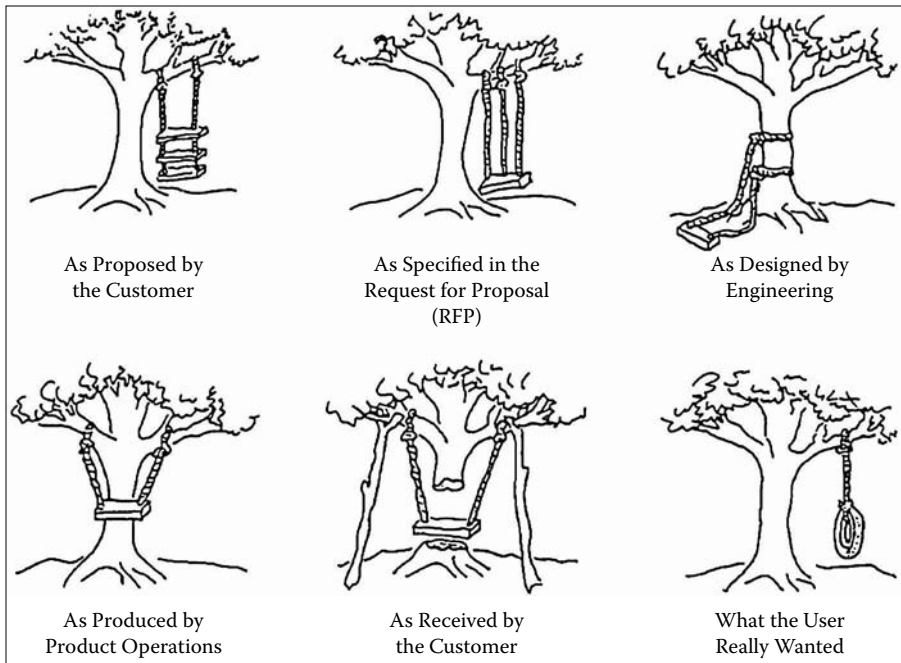 As Proposed by
the Customer
As Specified in the
Request for Proposal
(RFP)
As Designed by
Engineering
As Produced by
Product Operations
As Received by
the Customer
What the User
Really Wanted